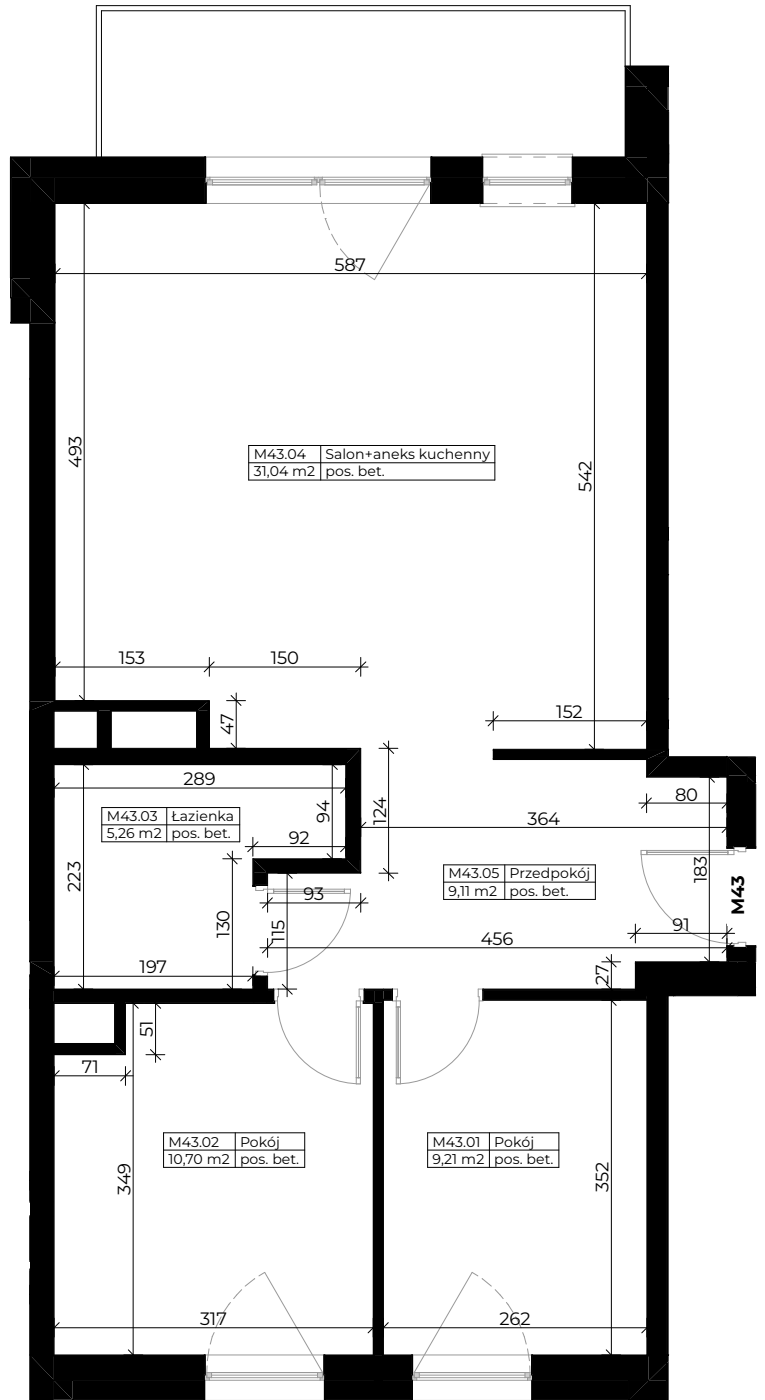 587
493
M43.04 Salon+aneks kuchenny
31,04 m2 pos. bet.
542
153
150
47
152
289
94
124
80
M43.03 Łazienka
5,26 m2 pos. bet.
92
364
223
M43.05 Przedpokój
9,11 m2 pos. bet.
183
M43
93
130
115
91
456
197
27
51
71
M43.02 Pokój
10,70 m2 pos. bet.
M43.01 Pokój
9,21 m2 pos. bet.
349
352
317
262